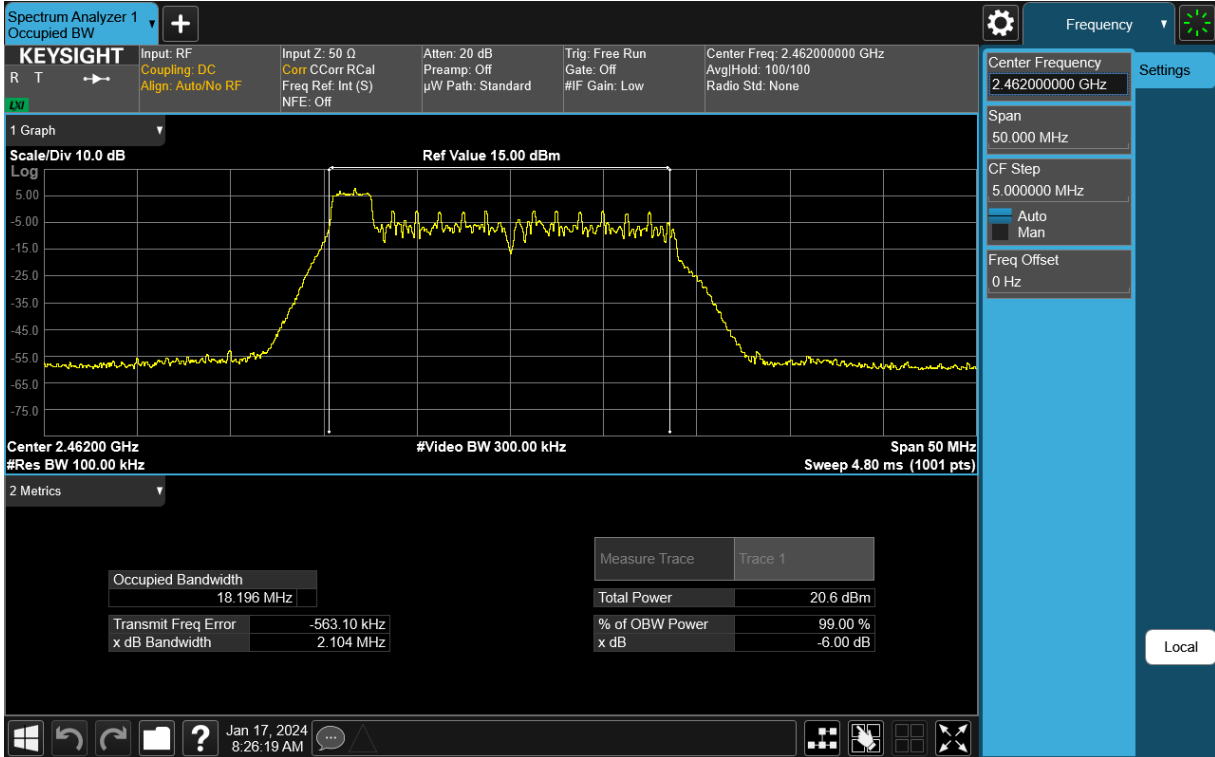 Spectrum Analyzer 1
Occupied BW
Frequency
KEYSIGHT
R T
LXI
Input: RF
Coupling: DC
Align: Auto/No RF
Input Z: 50 Ω
Corr CCorr RCal
Freq Ref: Int (S)
NFE: Off
Atten: 20 dB
Preamp: Off
µW Path: Standard
Trig: Free Run
Gate: Off
#IF Gain: Low
Center Freq: 2.462000000 GHz
Avg|Hold: 100/100
Radio Std: None
Center Frequency
2.462000000 GHz
Settings
Span
50.000 MHz
CF Step
5.000000 MHz
Auto
Man
Freq Offset
0 Hz
Local
1 Graph
Scale/Div 10.0 dB
Ref Value 15.00 dBm
Log
5.00
-5.00
-15.0
-25.0
-35.0
-45.0
-55.0
-65.0
-75.0
Center 2.46200 GHz
#Video BW 300.00 kHz
Span 50 MHz
#Res BW 100.00 kHz
Sweep 4.80 ms (1001 pts)
2 Metrics
Measure Trace Trace 1
Occupied Bandwidth
18.196 MHz
Total Power 20.6 dBm
Transmit Freq Error -563.10 kHz
% of OBW Power 99.00 %
x dB Bandwidth 2.104 MHz
x dB -6.00 dB
Jan 17, 2024
8:26:19 AM